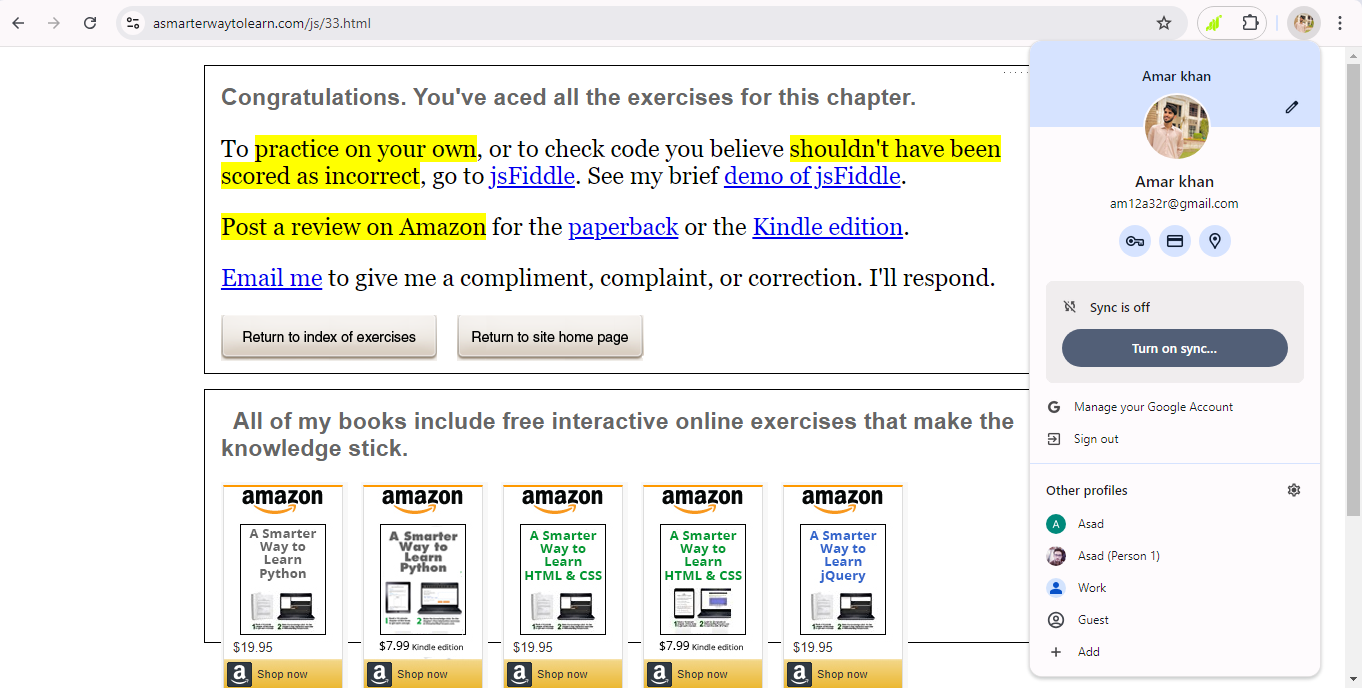 asmarterwaytolearn.com/js/33.html
Congratulations. You've aced all the exercises for this chapter.
To practice on your own, or to check code you believe shouldn't have been
scored as incorrect, go to jsFiddle. See my brief demo of jsFiddle.
Post a review on Amazon for the paperback or the Kindle edition.
Email me to give me a compliment, complaint, or correction. I'll respond.
Return to index of exercises
Return to site home page
All of my books include free interactive online exercises that make the
knowledge stick.
amazon
A Smarter
Way to
Learn
Python
$19.95
a Shop now
amazon
A Smarter
Way to
Learn
Python
$7.99 Kindle edition
a Shop now
amazon
A Smarter
Way to
Learn
HTML & CSS
$19.95
a Shop now
amazon
A Smarter
Way to
Learn
HTML & CSS
$7.99 Kindle edition
a Shop now
amazon
A Smarter
Way to
Learn
jQuery
$19.95
a Shop now
Amar khan
Amar khan
am12a32r@gmail.com
Sync is off
Turn on sync...
Manage your Google Account
Sign out
Other profiles
A Asad
Asad (Person 1)
Work
Guest
Add